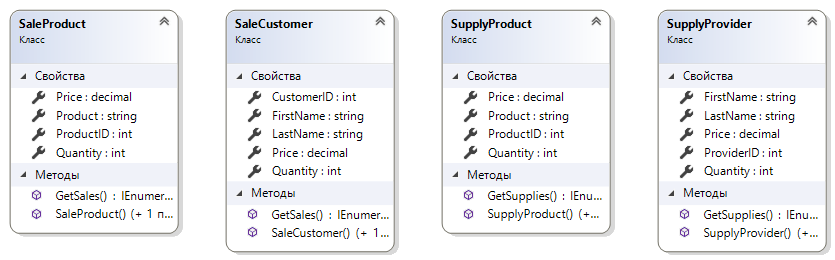 SaleProduct
Класс
Свойства
Price : decimal
Product : string
ProductID : int
Quantity : int
Методы
GetSales() : IEnumer...
SaleProduct() (+ 1 п...
SaleCustomer
Класс
Свойства
CustomerID : int
FirstName : string
LastName : string
Price : decimal
Quantity : int
Методы
GetSales() : IEnumer...
SaleCustomer() (+ 1...
SupplyProduct
Класс
Свойства
Price : decimal
Product : string
ProductID : int
Quantity : int
Методы
GetSupplies() : IEnu...
SupplyProduct() (+...
SupplyProvider
Класс
Свойства
FirstName : string
LastName : string
Price : decimal
ProviderID : int
Quantity : int
Методы
GetSupplies() : IEnu...
SupplyProvider() (+...